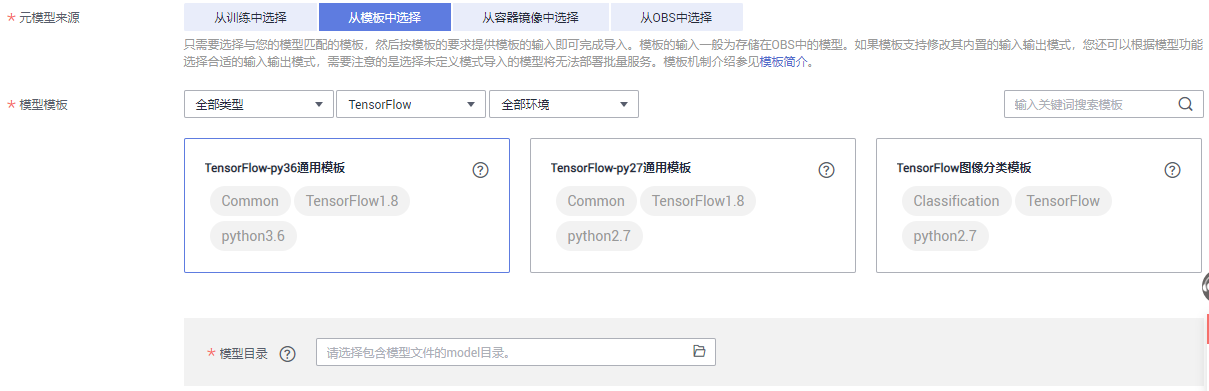 * 元模型来源 从训练中选择 从模板中选择 从容器镜像中选择 从OBS中选择
只需要选择与您的模型匹配的模板，然后按模板的要求提供模板的输入即可完成导入。模板的输入一般为存储在OBS中的模型。如果模板支持修改其内置的输入输出模式，您还可以根据模型功能
选择合适的输入输出模式，需要注意的是选择未定义模式导入的模型将无法部署批量服务。模板机制介绍参见模板简介。
* 模型模板 全部类型 TensorFlow 全部环境 输入关键词搜索模板
TensorFlow-py36通用模板
Common TensorFlow1.8
python3.6
TensorFlow-py27通用模板
Common TensorFlow1.8
python2.7
TensorFlow图像分类模板
Classification TensorFlow
python2.7
* 模型目录 请选择包含模型文件的model目录。